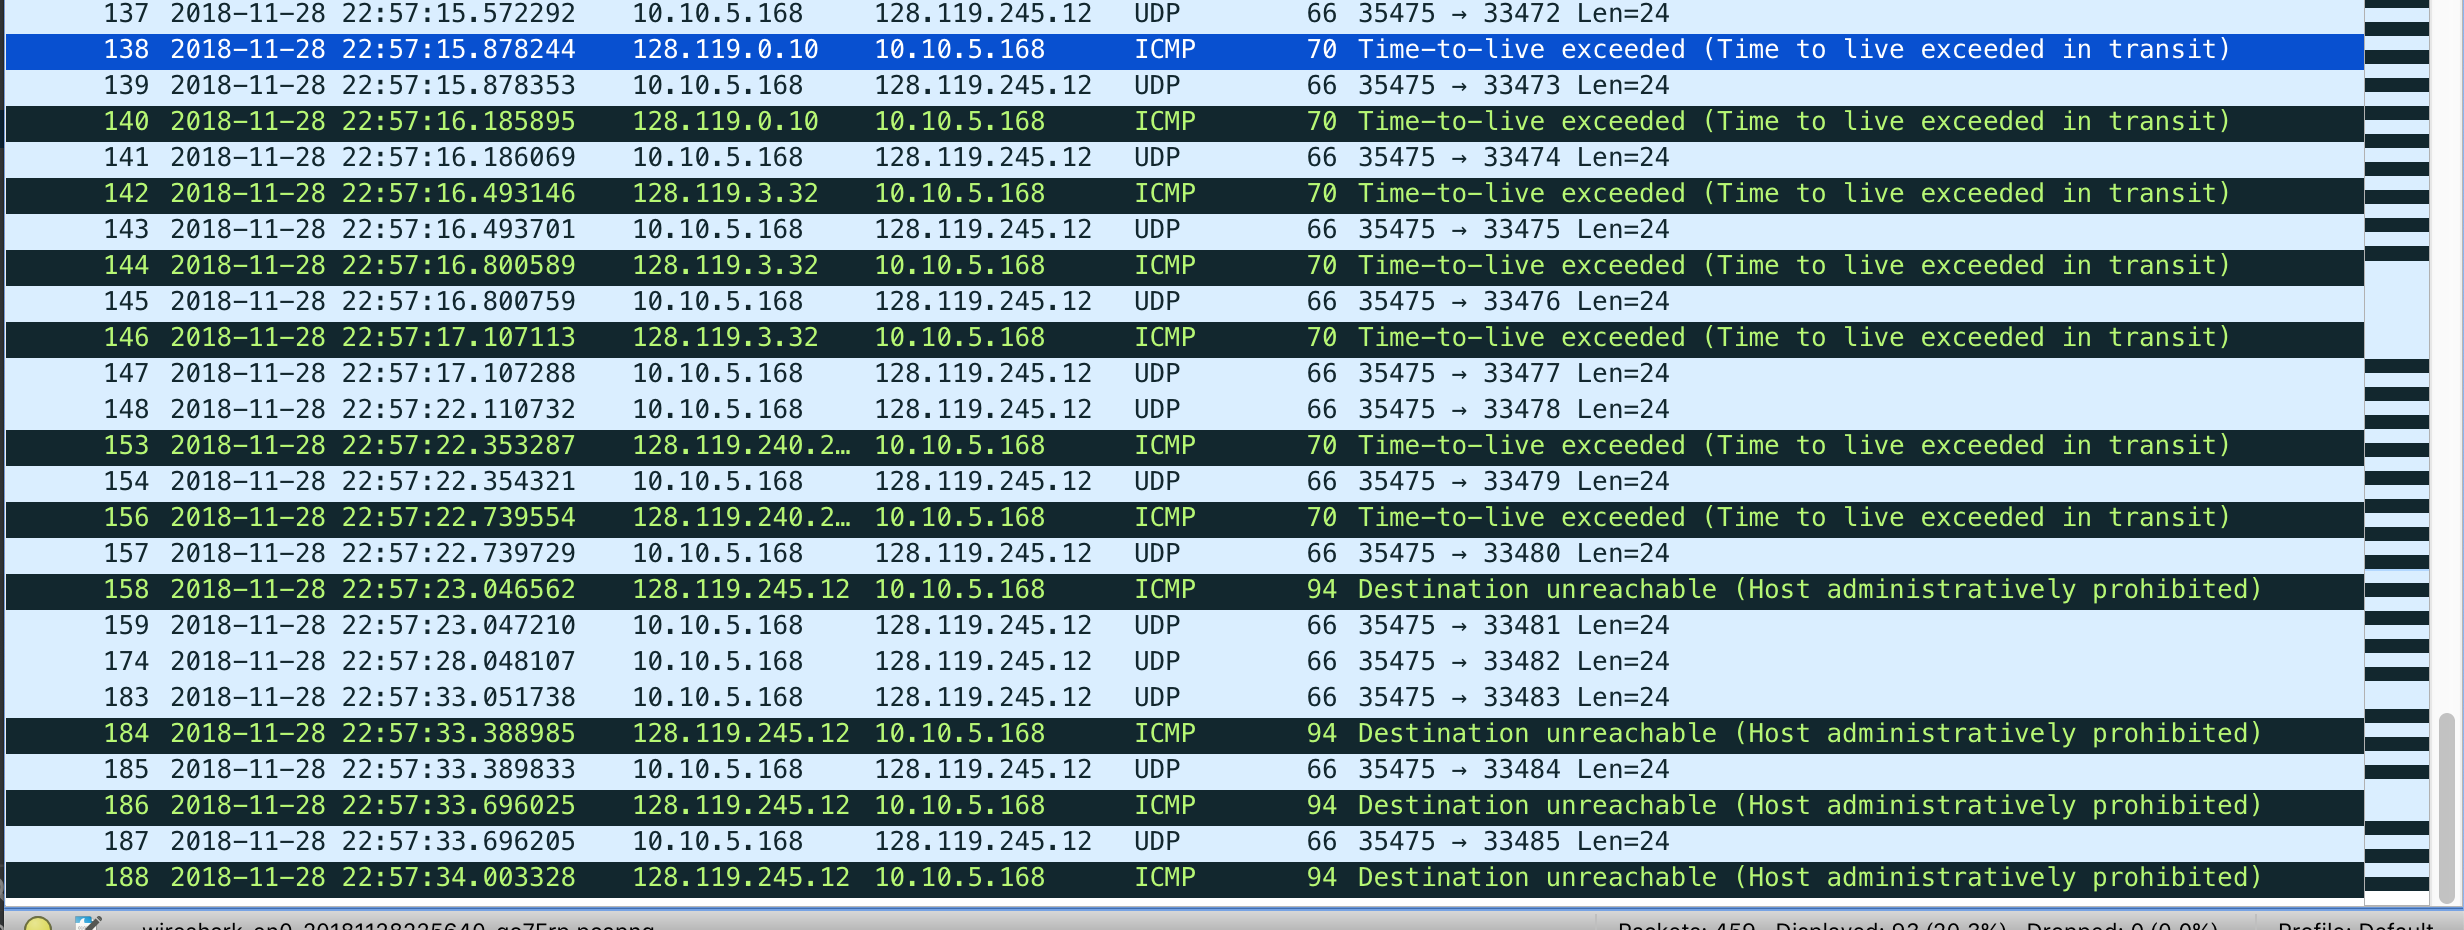 137 2018-11-28 22:57:15.572292 10.10.5.168 128.119.245.12 UDP 66 35475 → 33472 Len=24
138 2018-11-28 22:57:15.878244 128.119.0.10 10.10.5.168 ICMP 70 Time-to-live exceeded (Time to live exceeded in transit)
139 2018-11-28 22:57:15.878353 10.10.5.168 128.119.245.12 UDP 66 35475 → 33473 Len=24
140 2018-11-28 22:57:16.185895 128.119.0.10 10.10.5.168 ICMP 70 Time-to-live exceeded (Time to live exceeded in transit)
141 2018-11-28 22:57:16.186069 10.10.5.168 128.119.245.12 UDP 66 35475 → 33474 Len=24
142 2018-11-28 22:57:16.493146 128.119.3.32 10.10.5.168 ICMP 70 Time-to-live exceeded (Time to live exceeded in transit)
143 2018-11-28 22:57:16.493701 10.10.5.168 128.119.245.12 UDP 66 35475 → 33475 Len=24
144 2018-11-28 22:57:16.800589 128.119.3.32 10.10.5.168 ICMP 70 Time-to-live exceeded (Time to live exceeded in transit)
145 2018-11-28 22:57:16.800759 10.10.5.168 128.119.245.12 UDP 66 35475 → 33476 Len=24
146 2018-11-28 22:57:17.107113 128.119.3.32 10.10.5.168 ICMP 70 Time-to-live exceeded (Time to live exceeded in transit)
147 2018-11-28 22:57:17.107288 10.10.5.168 128.119.245.12 UDP 66 35475 → 33477 Len=24
148 2018-11-28 22:57:22.110732 10.10.5.168 128.119.245.12 UDP 66 35475 → 33478 Len=24
153 2018-11-28 22:57:22.353287 128.119.240.2… 10.10.5.168 ICMP 70 Time-to-live exceeded (Time to live exceeded in transit)
154 2018-11-28 22:57:22.354321 10.10.5.168 128.119.245.12 UDP 66 35475 → 33479 Len=24
156 2018-11-28 22:57:22.739554 128.119.240.2… 10.10.5.168 ICMP 70 Time-to-live exceeded (Time to live exceeded in transit)
157 2018-11-28 22:57:22.739729 10.10.5.168 128.119.245.12 UDP 66 35475 → 33480 Len=24
158 2018-11-28 22:57:23.046562 128.119.245.12 10.10.5.168 ICMP 94 Destination unreachable (Host administratively prohibited)
159 2018-11-28 22:57:23.047210 10.10.5.168 128.119.245.12 UDP 66 35475 → 33481 Len=24
174 2018-11-28 22:57:28.048107 10.10.5.168 128.119.245.12 UDP 66 35475 → 33482 Len=24
183 2018-11-28 22:57:33.051738 10.10.5.168 128.119.245.12 UDP 66 35475 → 33483 Len=24
184 2018-11-28 22:57:33.388985 128.119.245.12 10.10.5.168 ICMP 94 Destination unreachable (Host administratively prohibited)
185 2018-11-28 22:57:33.389833 10.10.5.168 128.119.245.12 UDP 66 35475 → 33484 Len=24
186 2018-11-28 22:57:33.696025 128.119.245.12 10.10.5.168 ICMP 94 Destination unreachable (Host administratively prohibited)
187 2018-11-28 22:57:33.696205 10.10.5.168 128.119.245.12 UDP 66 35475 → 33485 Len=24
188 2018-11-28 22:57:34.003328 128.119.245.12 10.10.5.168 ICMP 94 Destination unreachable (Host administratively prohibited)
Packets: 459 Displayed: 93 (20.3%) Dropped: 0 (0.0%) Profile: Default